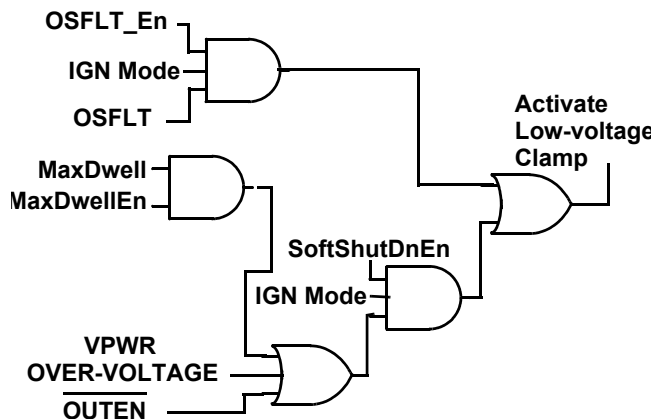 OSFLT_En
IGN Mode
OSFLT
Activate
Low-voltage
Clamp
MaxDwell
MaxDwellEn
SoftShutDnEn
IGN Mode
VPWR
OVER-VOLTAGE
OUTEN